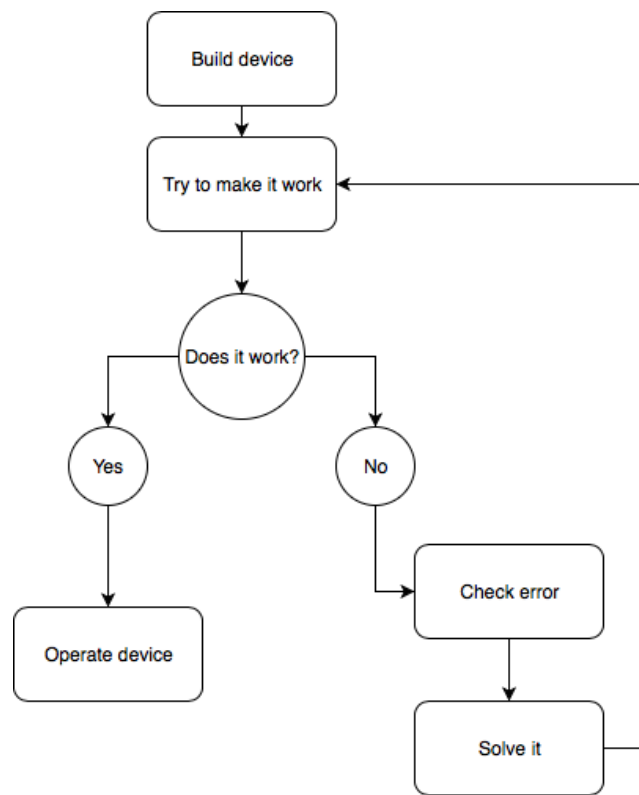 Build device
Try to make it work
Does it work?
Yes
No
Check error
Operate device
Solve it